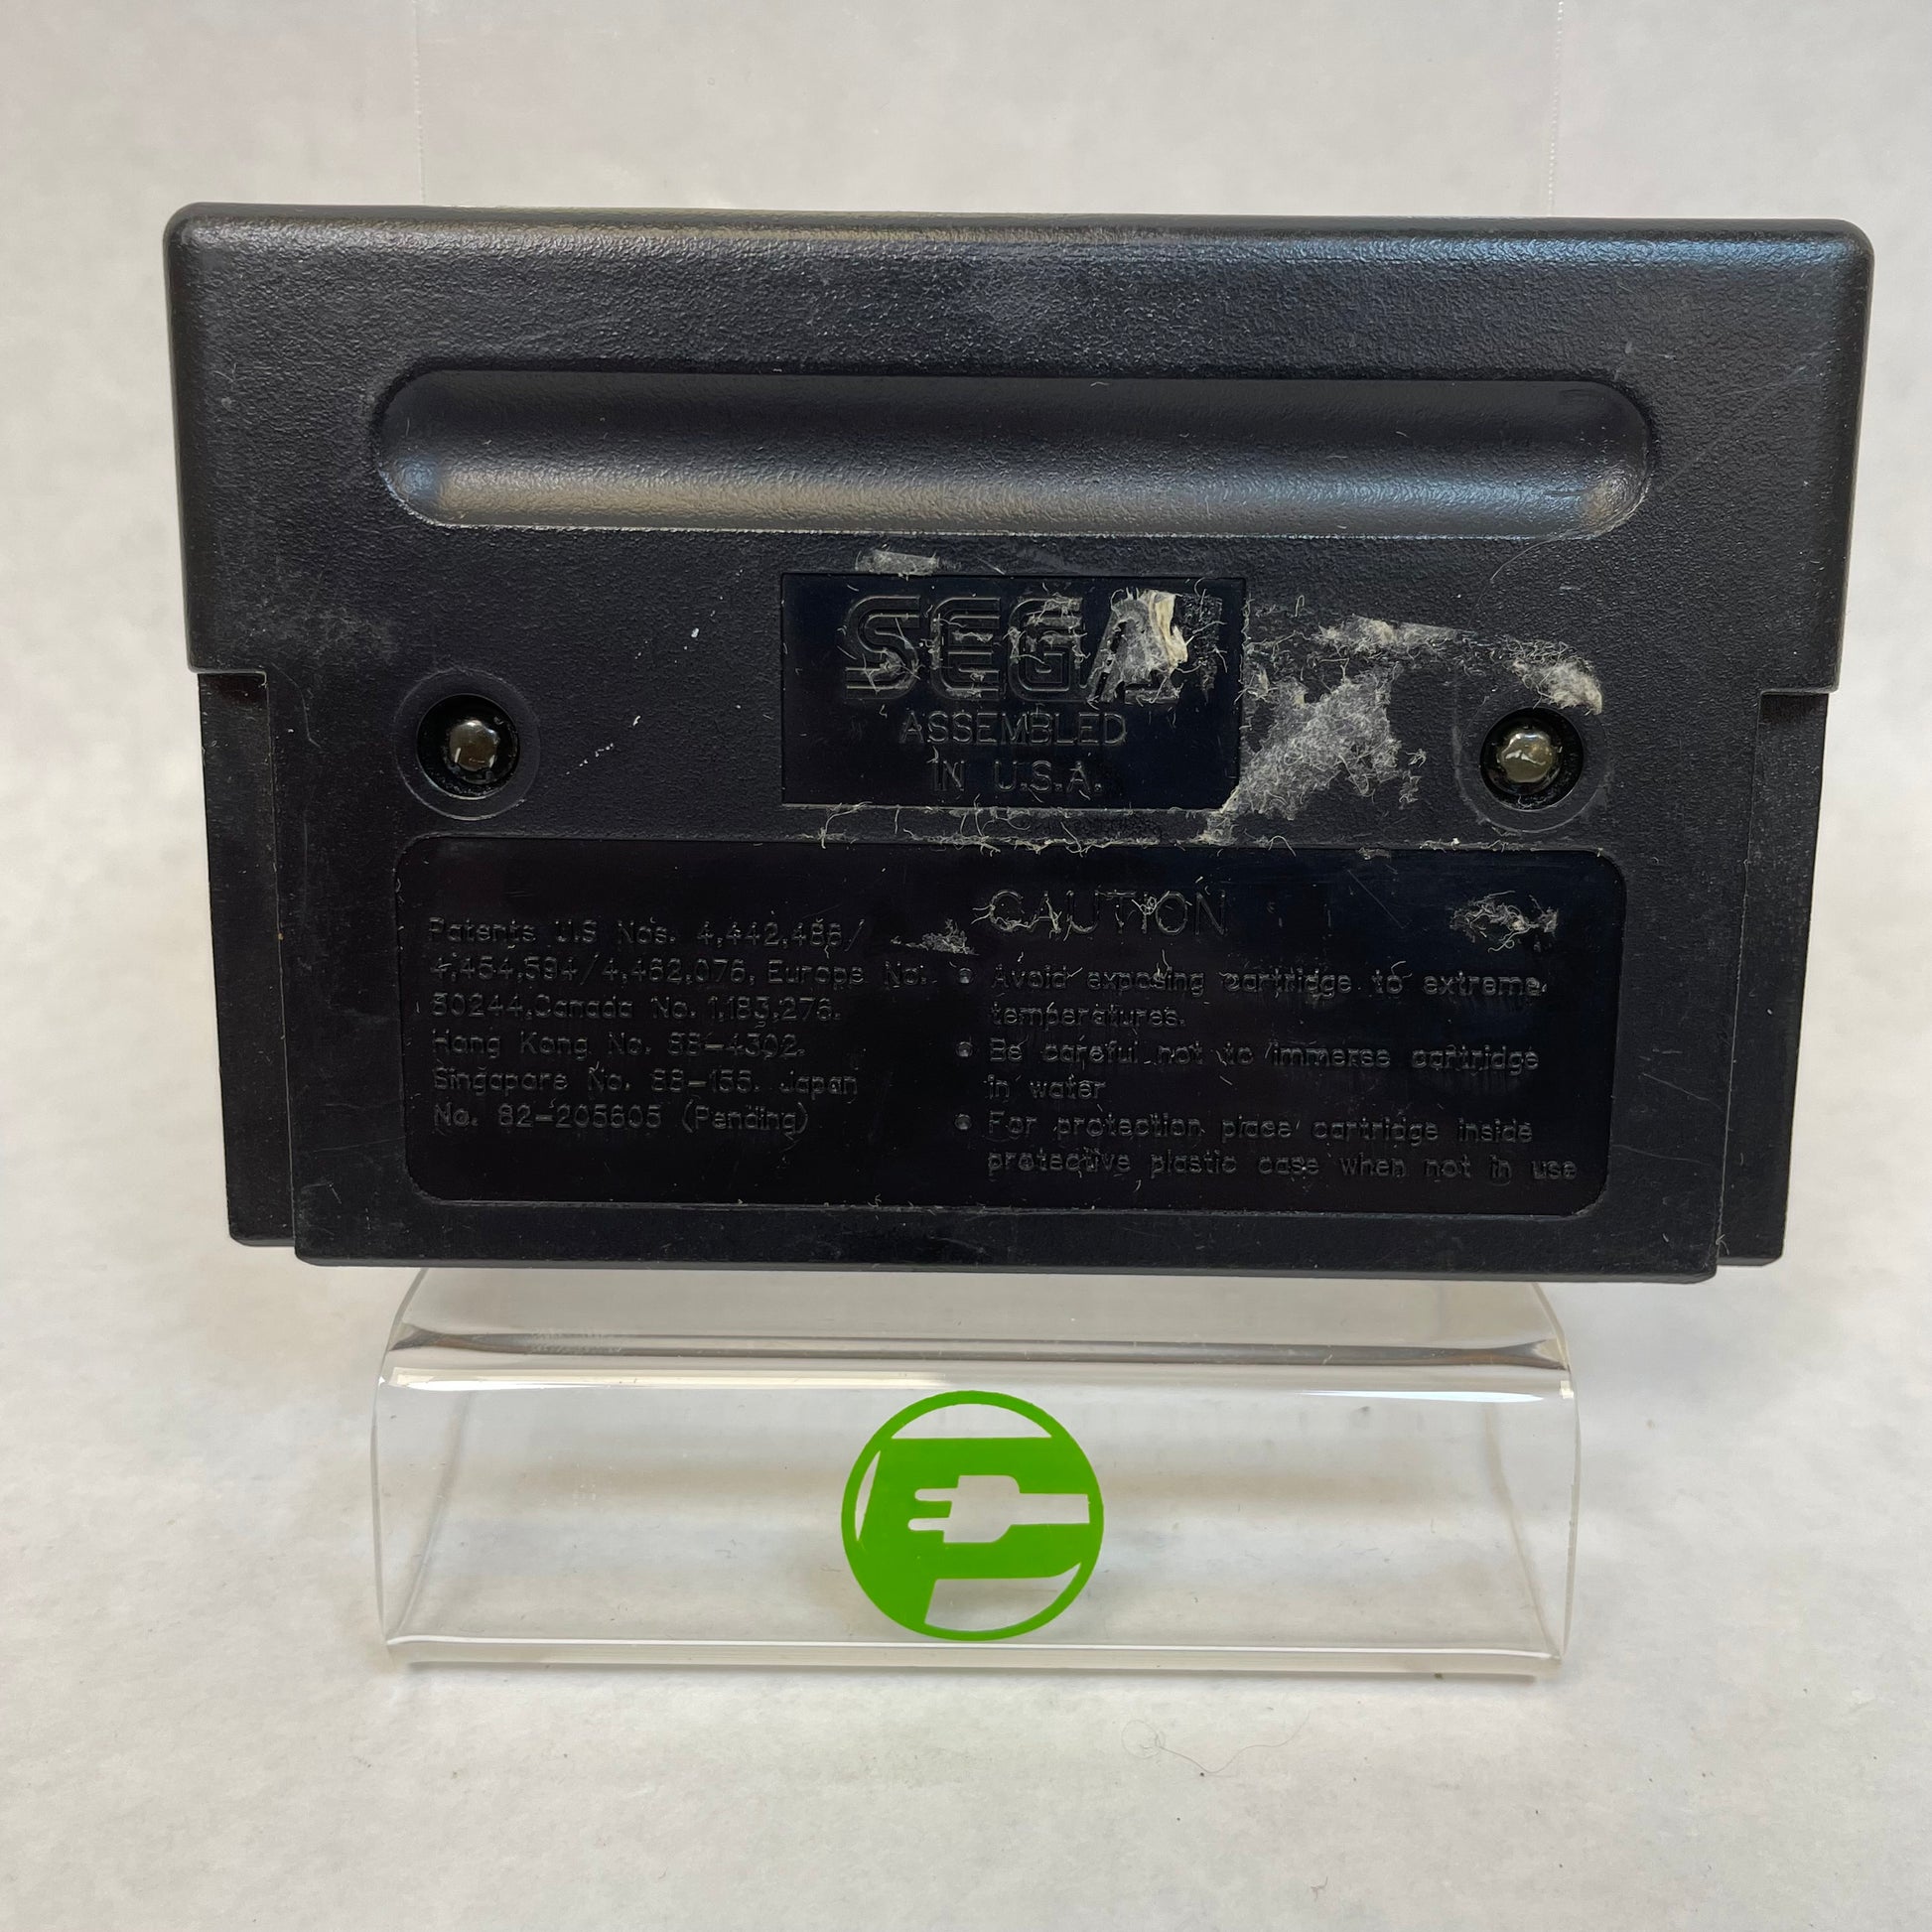 SEGA
ASSEMBLED
IN U.S.A.
Patents U.S Nos. 4,442,486/
4,454,594/4,462,076, Europe No.
80244,Canada No. 1,183,276.
Hong Kong No. 88-4302.
Singapore No. 88-155. Japan
No. 82-205605 (Pending)
CAUTION
• Avoid exposing cartridge to extreme
temperatures.
• Be careful not to immerse cartridge
in water
• For protection place cartridge inside
protective plastic case when not in use